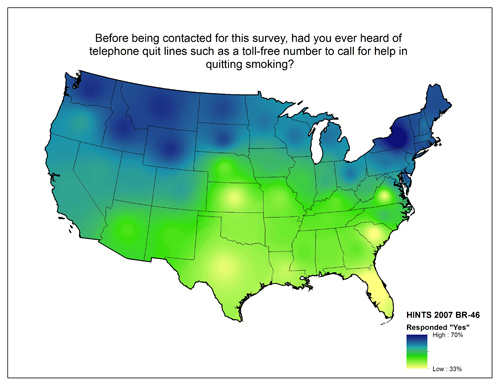 Before being contacted for this survey, had you ever heard of
telephone quit lines such as a toll-free number to call for help in
quitting smoking?
HINTS 2007 BR-46
Responded "Yes"
High : 70%
Low : 33%